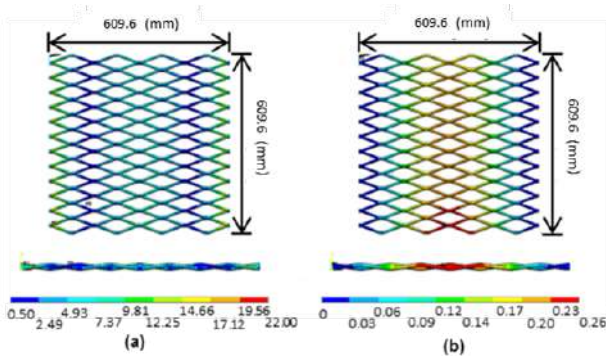 609.6 (mm)
609.6 (mm)
609.6 (mm)
609.6 (mm)
0.50 4.93 9.81 14.66 19.56
2.49 7.37 12.25 17.12 22.00
0 0.06 0.12 0.17 0.23
0.03 0.09 0.14 0.20 0.26
(a)
(b)